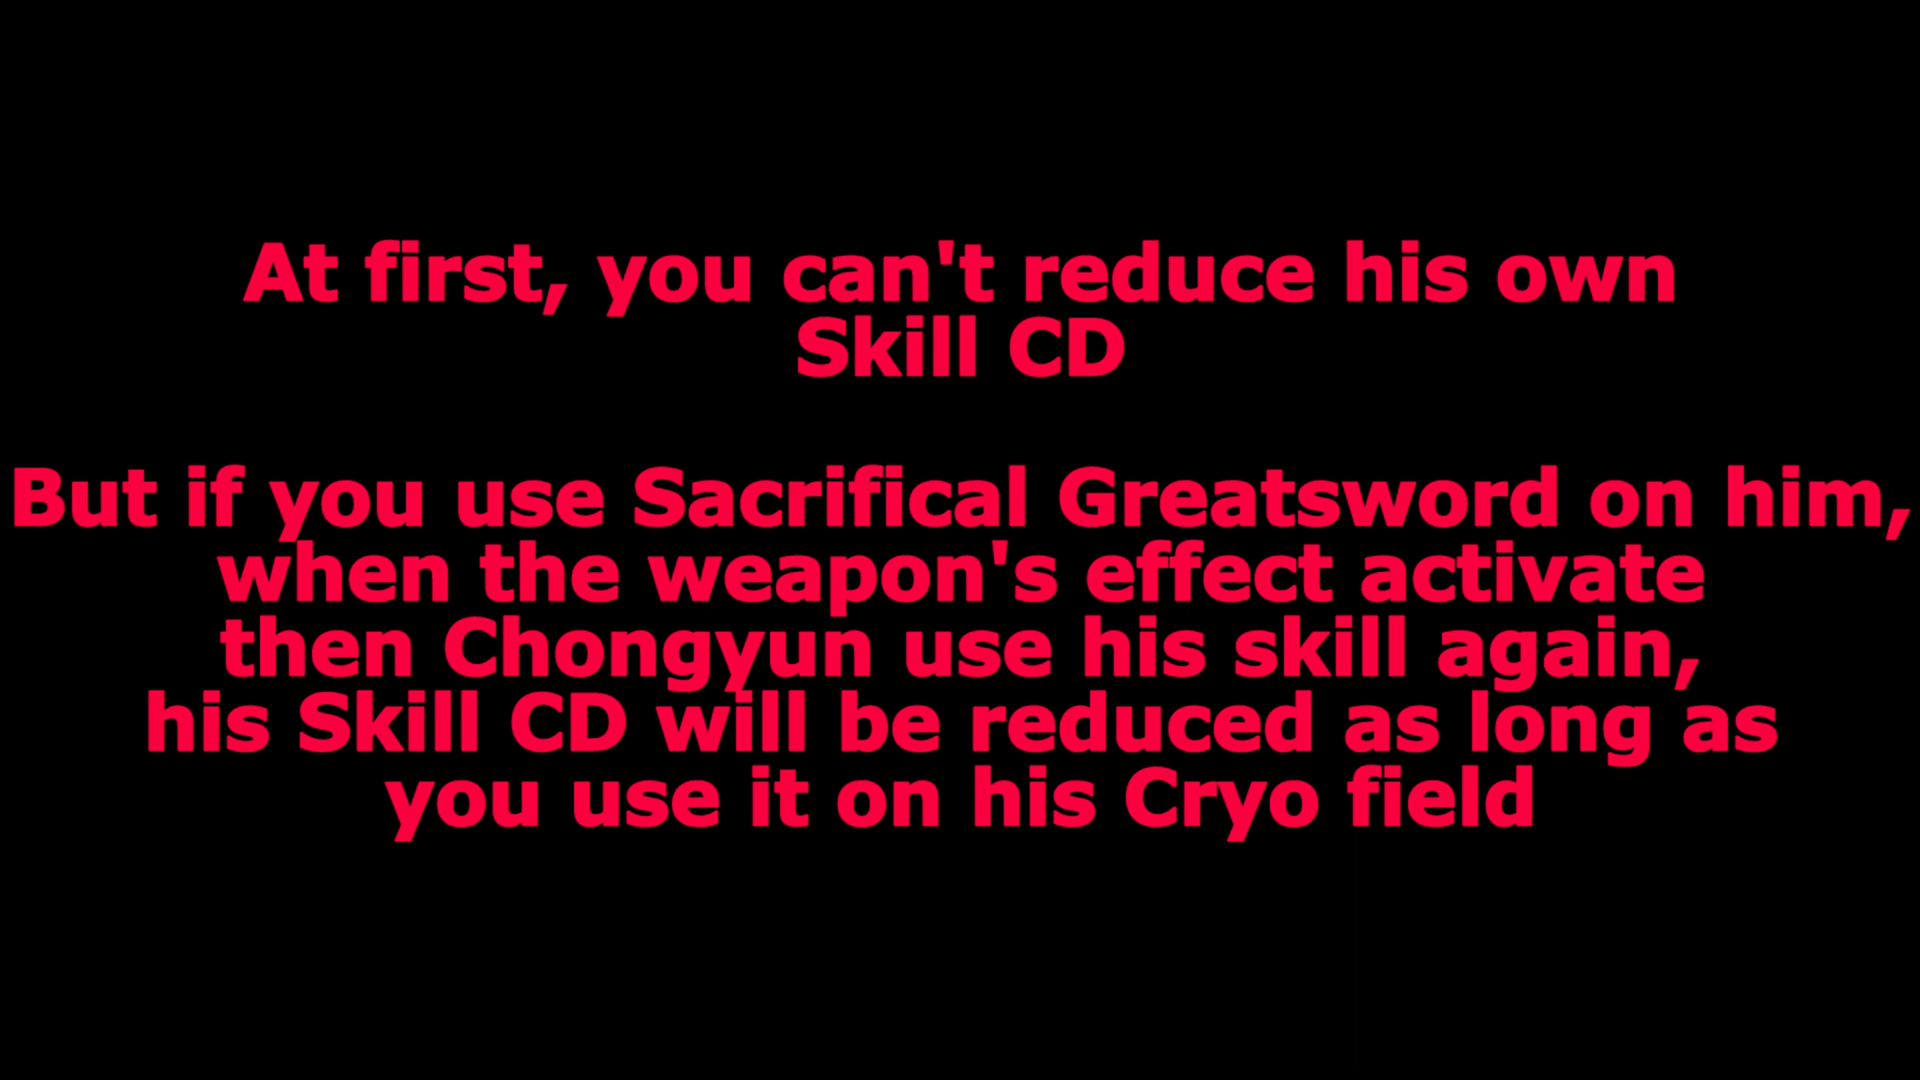 At first, you can't reduce his own
Skill CD
But if you use Sacrifical Greatsword on him,
when the weapon's effect activate
then Chongyun use his skill again,
his Skill CD will be reduced as long as
you use it on his Cryo field